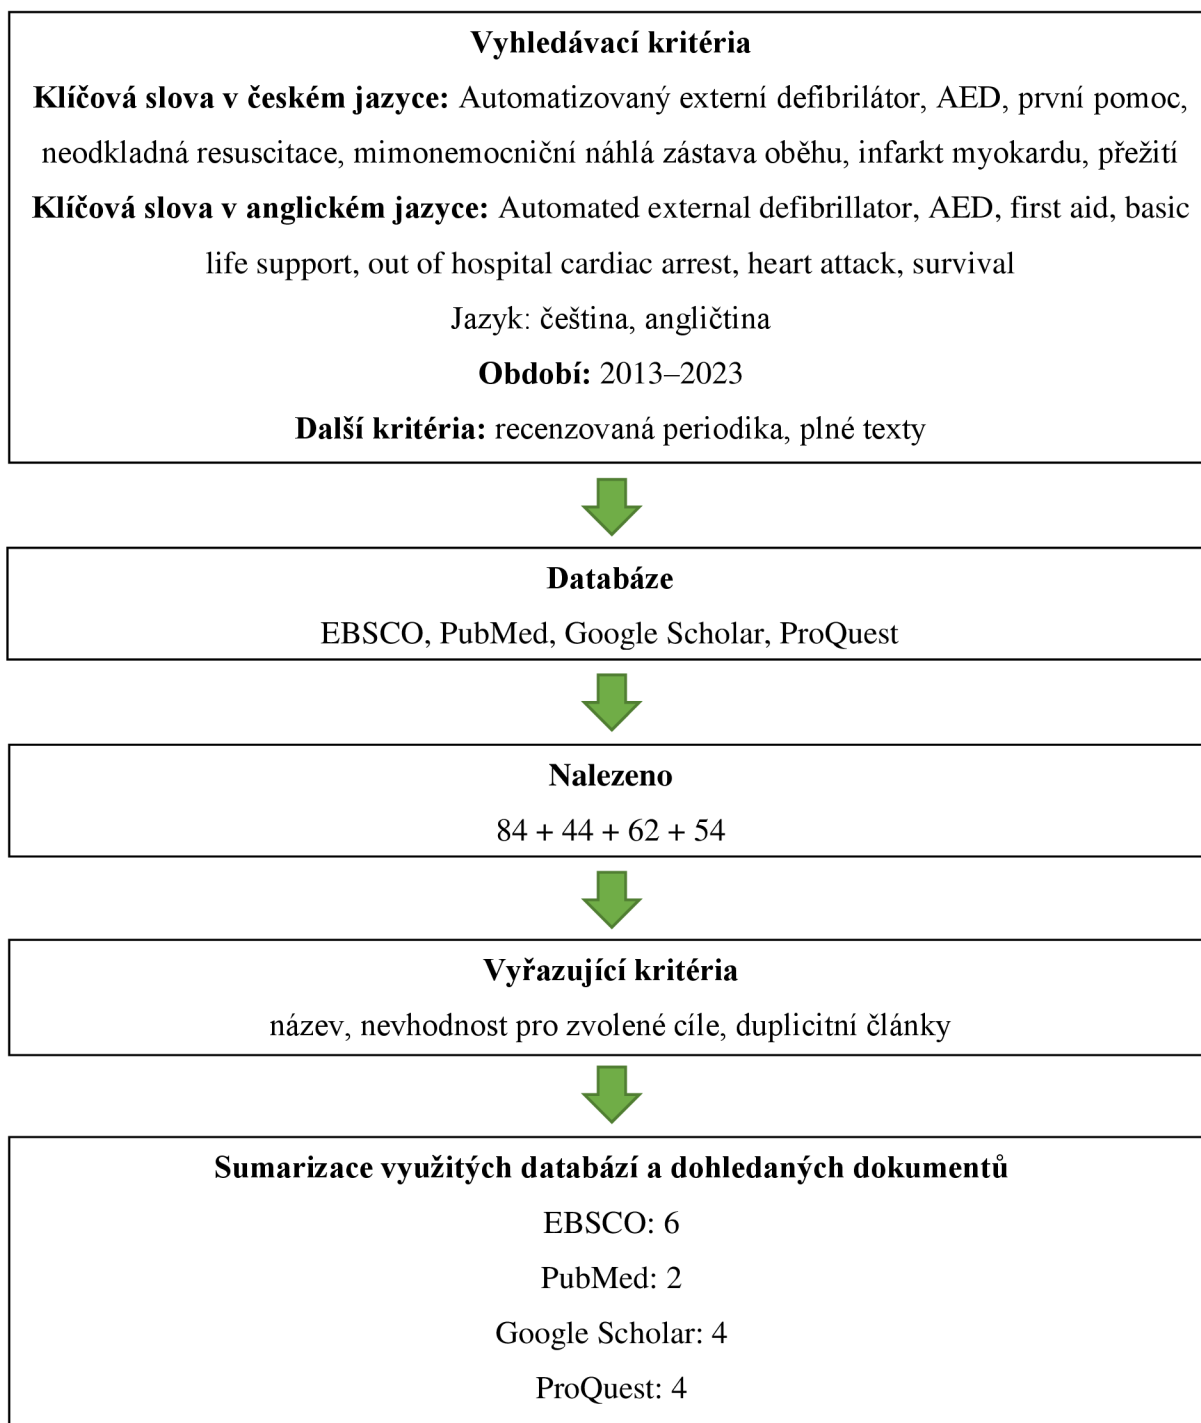 Vyhledávací kritéria
Klíčová slova v českém jazyce: Automatizovaný externí defibrilátor, AED, první pomoc,
neodkladná resuscitace, mimonemocniční náhlá zástava oběhu, infarkt myokardu, přežití
Klíčová slova v anglickém jazyce: Automated external defibrillator, AED, first aid, basic
life support, out of hospital cardiac arrest, heart attack, survival
Jazyk: čeština, angličtina
Období: 2013–2023
Další kritéria: recenzovaná periodika, plné texty
Databáze
EBSCO, PubMed, Google Scholar, ProQuest
Nalezeno
84 + 44 + 62 + 54
Vyřazující kritéria
název, nevhodnost pro zvolené cíle, duplicitní články
Sumarizace využitých databází a dohledaných dokumentů
EBSCO: 6
PubMed: 2
Google Scholar: 4
ProQuest: 4